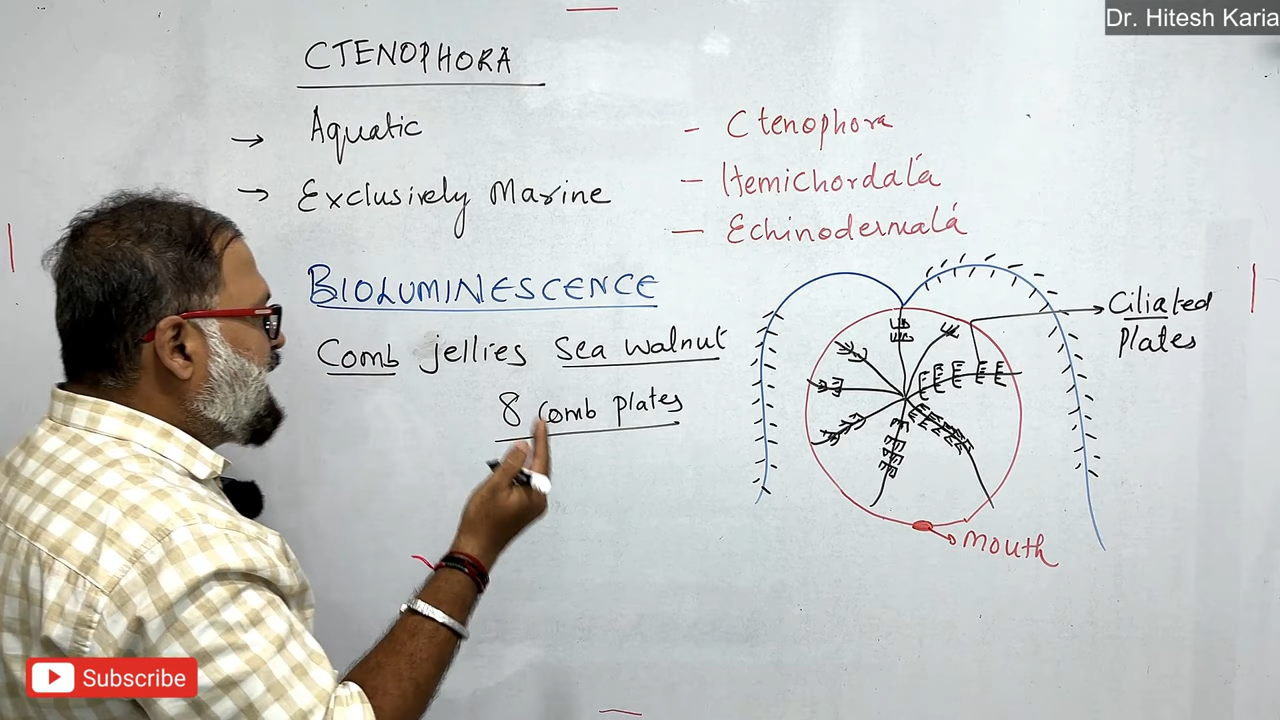 Dr. Hitesh Karia
CTENOPHORA
→ Aquatic
→ Exclusively Marine
- Ctenophora
- Hemichordata
- Echinodermata
BIOLUMINESCENCE
Comb jellies Sea walnut
8 comb plates
Ciliated
Plates
Mouth
Subscribe